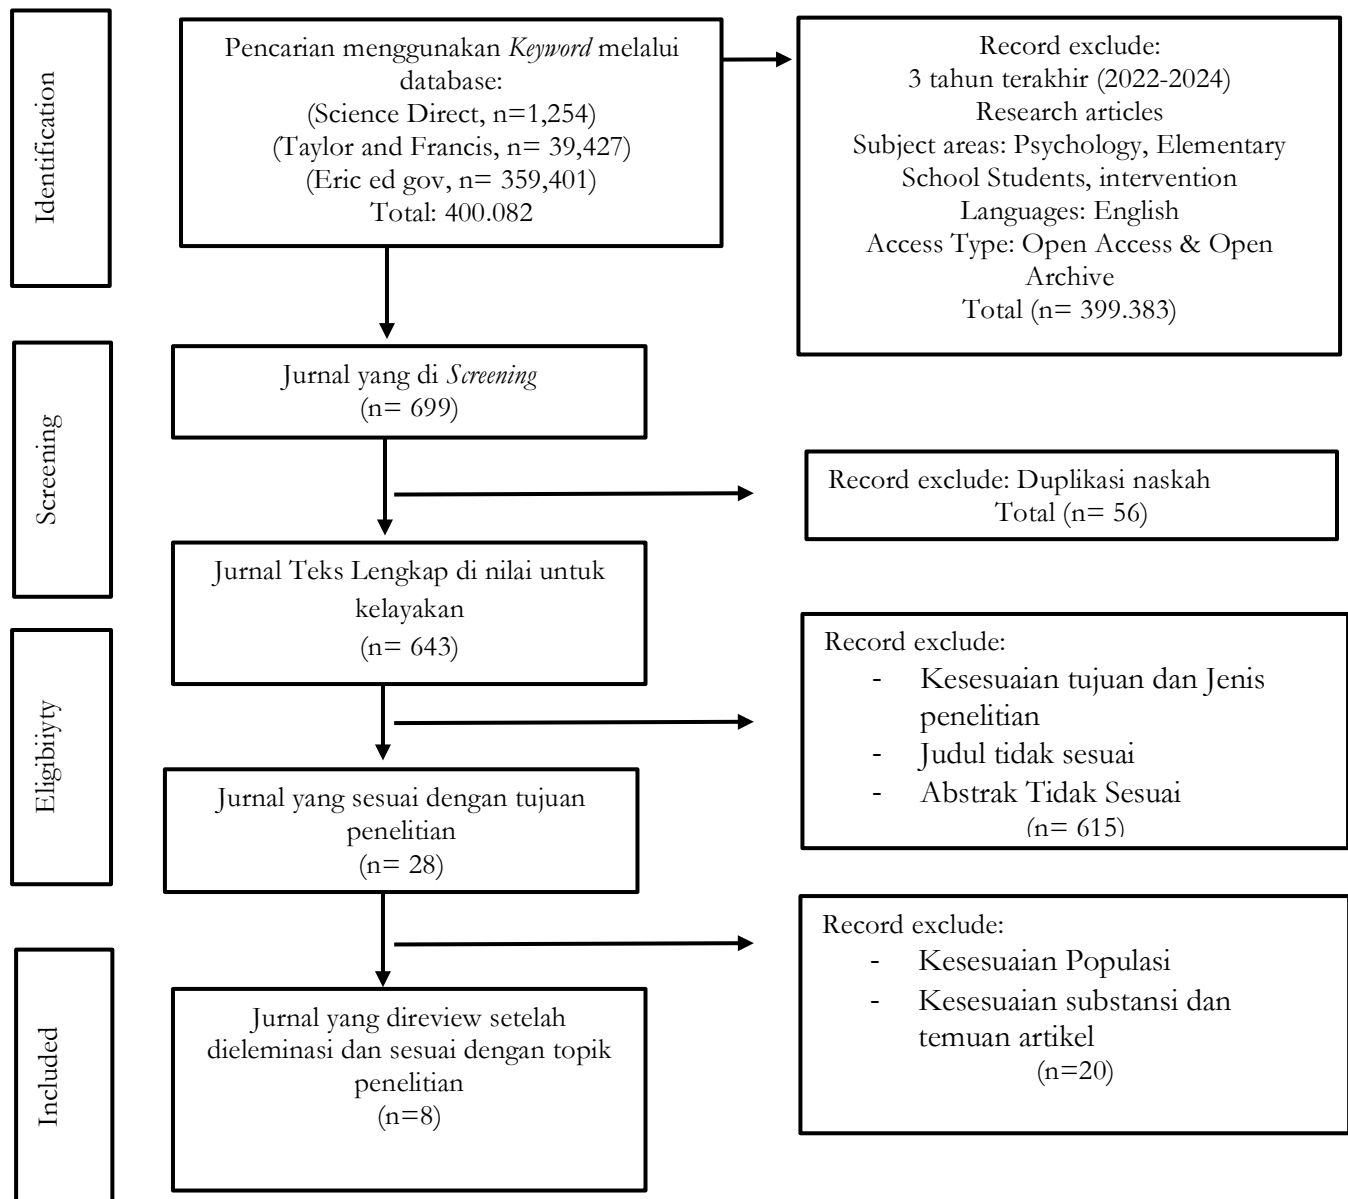 Identification
Pencarian menggunakan Keyword melalui
database:
(Science Direct, n=1,254)
(Taylor and Francis, n= 39,427)
(Eric ed gov, n= 359,401)
Total: 400.082
Record exclude:
3 tahun terakhir (2022-2024)
Research articles
Subject areas: Psychology, Elementary
School Students, intervention
Languages: English
Access Type: Open Access & Open
Archive
Total (n= 399.383)
Screening
Jurnal yang di Screening
(n= 699)
Record exclude: Duplikasi naskah
Total (n= 56)
Jurnal Teks Lengkap di nilai untuk
kelayakan
(n= 643)
Eligibiiyty
Record exclude:
- Kesesuaian tujuan dan Jenis
penelitian
- Judul tidak sesuai
- Abstrak Tidak Sesuai
(n= 615)
Jurnal yang sesuai dengan tujuan
penelitian
(n= 28)
Record exclude:
- Kesesuaian Populasi
- Kesesuaian substansi dan
temuan artikel
(n=20)
Included
Jurnal yang direview setelah
dieleminasi dan sesuai dengan topik
penelitian
(n=8)